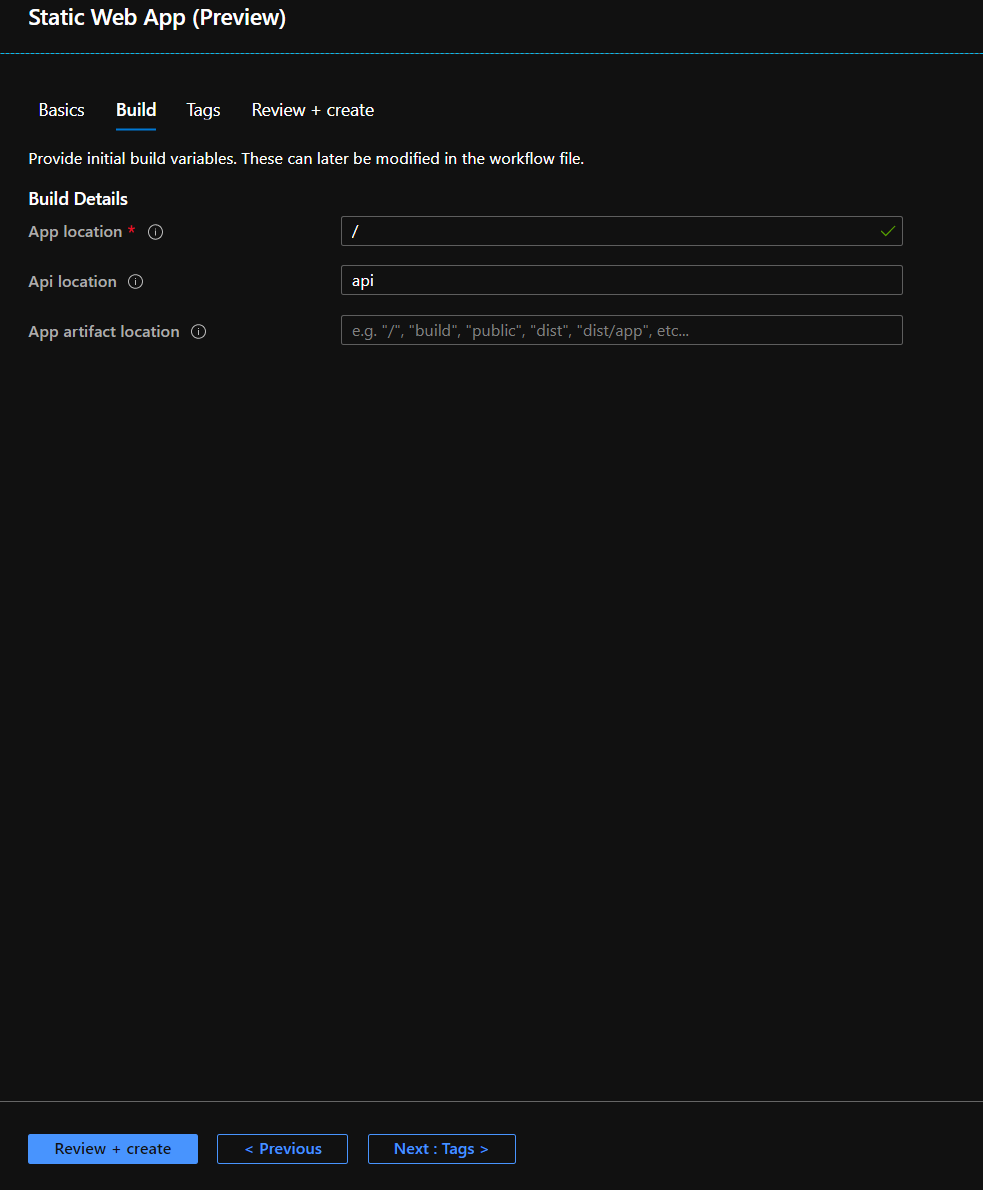 Static Web App (Preview)
Basics Build Tags Review + create
Provide initial build variables. These can later be modified in the workflow file.
Build Details
App location * /
Api location api
App artifact location e.g. "/", "build", "public", "dist", "dist/app", etc...
Review + create < Previous Next : Tags >